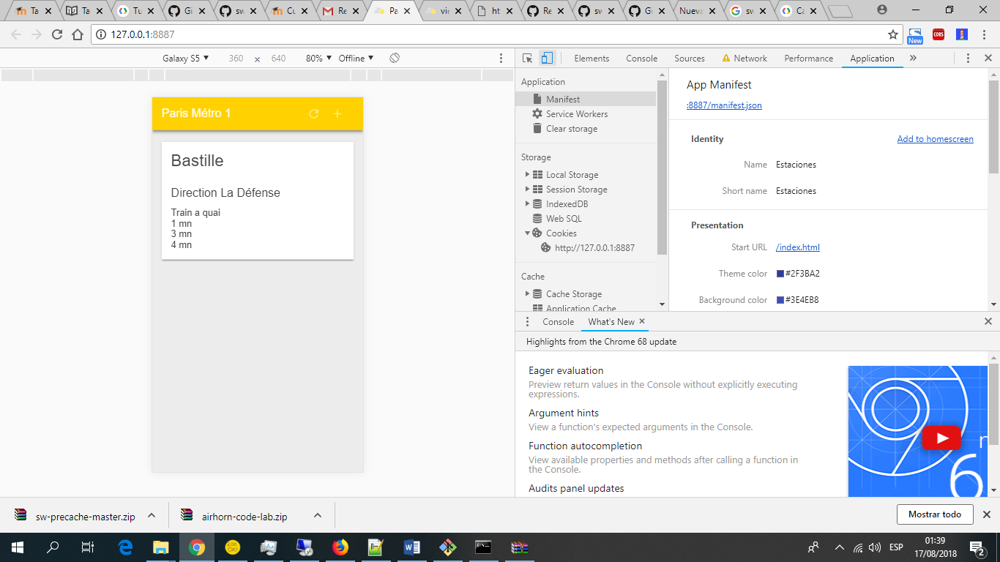 Ta
Ta
Tu
Gi
sw
Cu
Re
Pa
vie
ht
Re
sw
Gi
Nueva
sw
Ca
127.0.0.1:8887
New
Galaxy S5 ▼ 360 × 640 80% ▼ Offline ▼
Elements Console Sources Network Performance Application »
Paris Métro 1
Bastille
Direction La Défense
Train a quai
1 mn
3 mn
4 mn
Application
Manifest
Service Workers
Clear storage
Storage
Local Storage
Session Storage
IndexedDB
Web SQL
Cookies
http://127.0.0.1:8887
Cache
Cache Storage
Application Cache
App Manifest
:8887/manifest.json
Identity
Add to homescreen
Name Estaciones
Short name Estaciones
Presentation
Start URL /index.html
Theme color #2F3BA2
Background color #3E4EB8
Console What's New
Highlights from the Chrome 68 update
Eager evaluation
Preview return values in the Console without explicitly executing
expressions.
Argument hints
View a function's expected arguments in the Console.
Function autocompletion
View available properties and methods after calling a function in
the Console.
Audits panel updates
n
6
sw-precache-master.zip
airhorn-code-lab.zip
Mostrar todo
ESP
01:39
17/08/2018
2